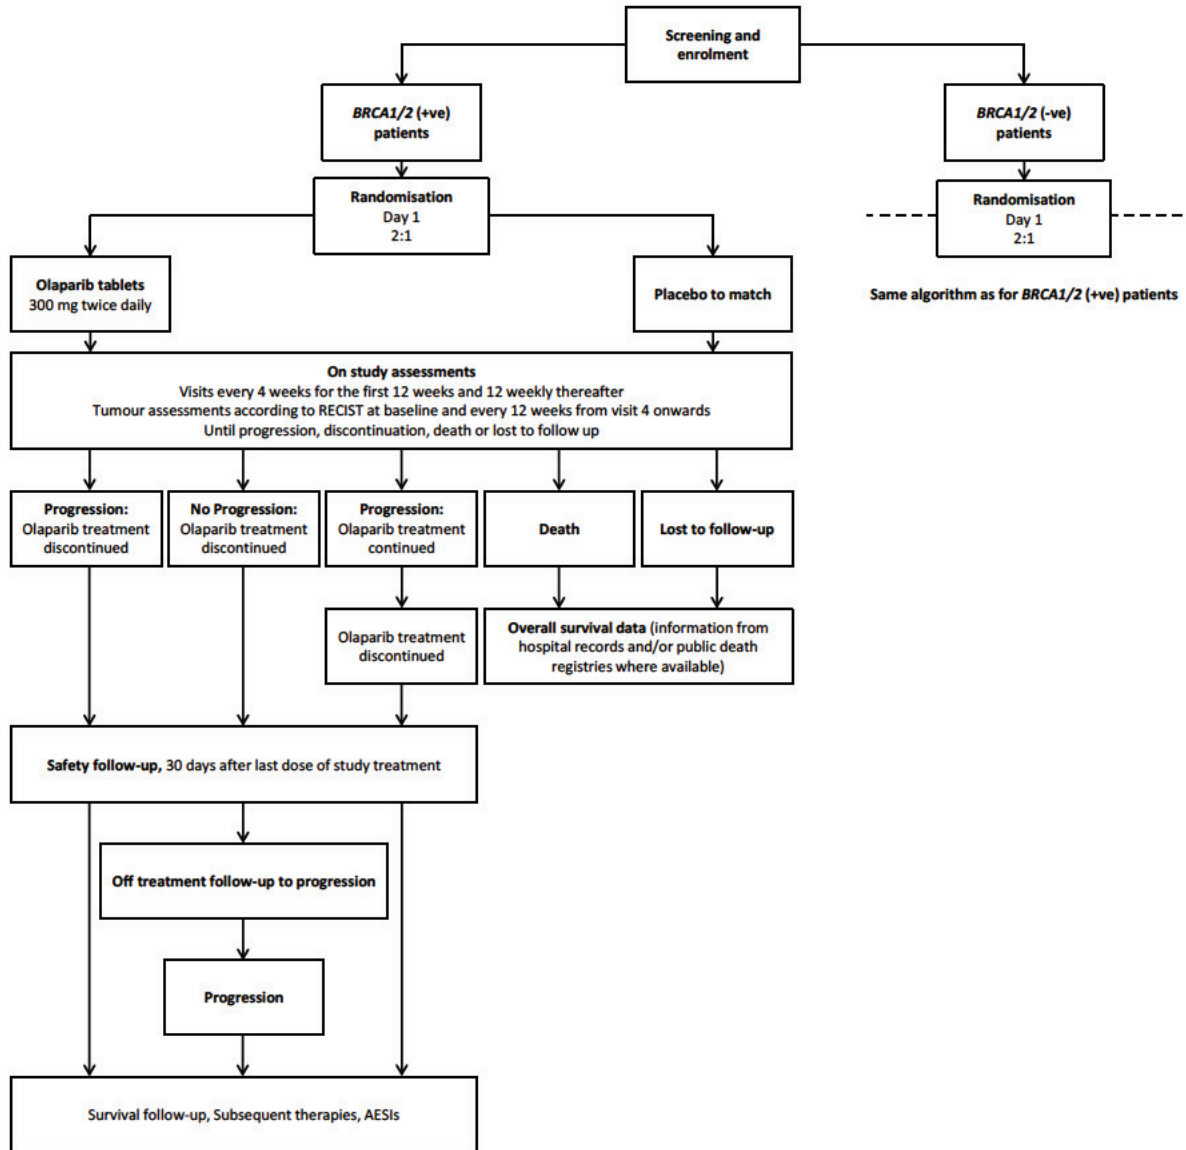 Screening and
enrolment
BRCA1/2 (+ve)
patients
BRCA1/2 (-ve)
patients
Randomisation
Day 1
2:1
Randomisation
Day 1
2:1
Olaparib tablets
300 mg twice daily
Placebo to match
Same algorithm as for BRCA1/2 (+ve) patients
On study assessments
Visits every 4 weeks for the first 12 weeks and 12 weekly thereafter
Tumour assessments according to RECIST at baseline and every 12 weeks from visit 4 onwards
Until progression, discontinuation, death or lost to follow up
Progression:
Olaparib treatment
discontinued
No Progression:
Olaparib treatment
discontinued
Progression:
Olaparib treatment
continued
Death
Lost to follow-up
Olaparib treatment
discontinued
Overall survival data (information from
hospital records and/or public death
registries where available)
Safety follow-up, 30 days after last dose of study treatment
Off treatment follow-up to progression
Progression
Survival follow-up, Subsequent therapies, AESIs